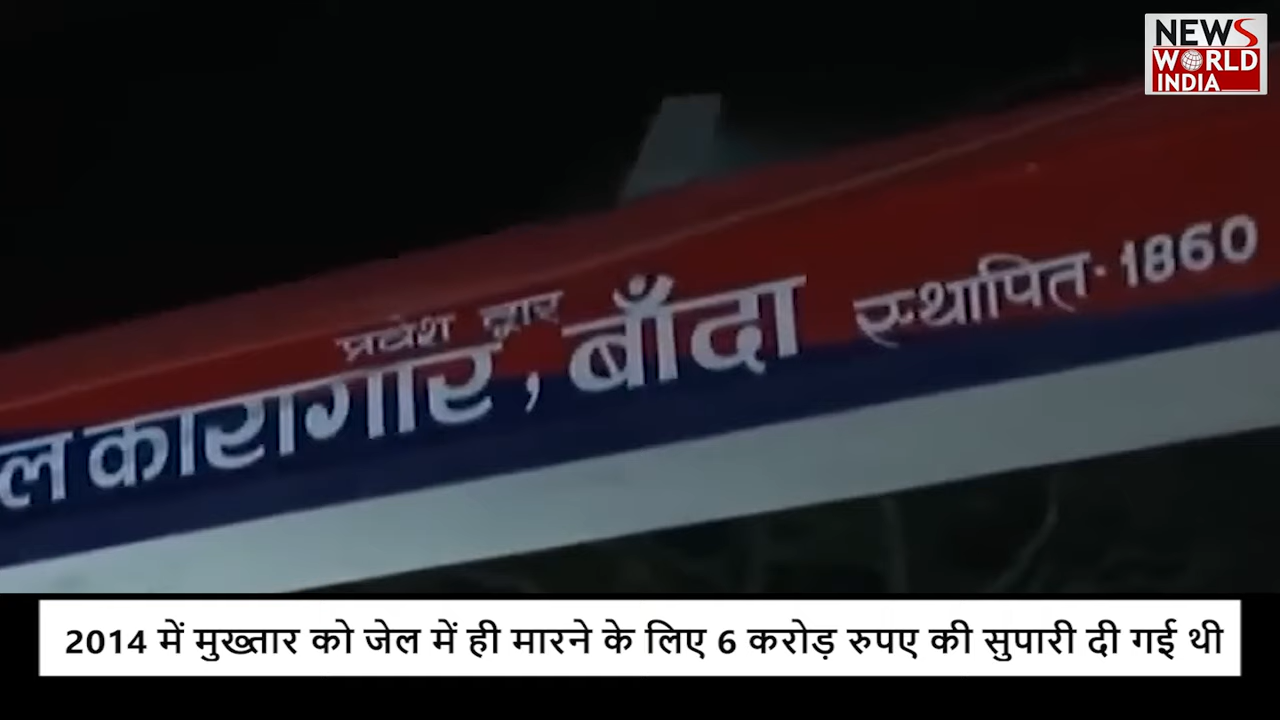 NEWS
WORLD
INDIA
प्रवेश द्वार
ल कारागार, बाँदा स्थापित-1860
2014 में मुख्तार को जेल में ही मारने के लिए 6 करोड़ रुपए की सुपारी दी गई थी